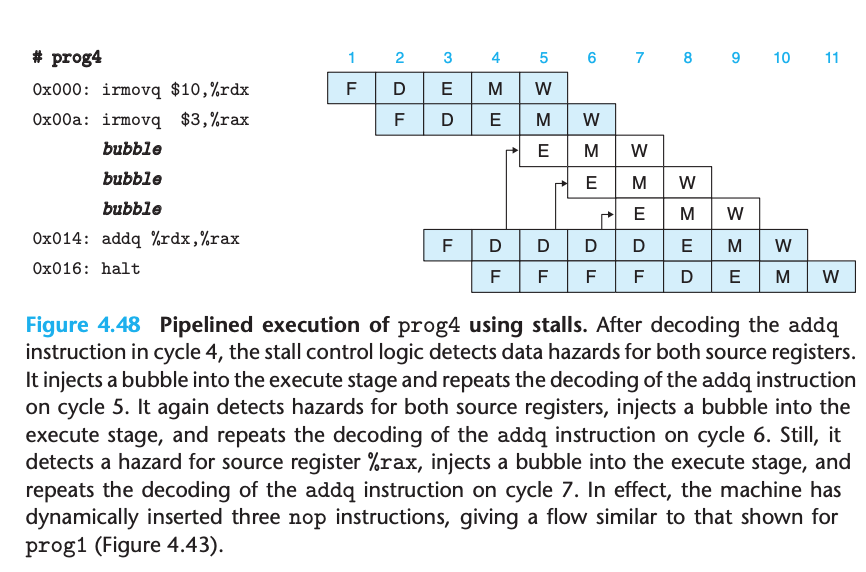 # prog4 1 2 3 4 5 6 7 8 9 10 11
0x000: irmovq $10,%rdx F D E M W
0x00a: irmovq $3,%rax F D E M W
bubble E M W
bubble E M W
bubble E M W
0x014: addq %rdx,%rax F D D D D E M W
0x016: halt F F F F D E M W
Figure 4.48 Pipelined execution of prog4 using stalls. After decoding the addq
instruction in cycle 4, the stall control logic detects data hazards for both source registers.
It injects a bubble into the execute stage and repeats the decoding of the addq instruction
on cycle 5. It again detects hazards for both source registers, injects a bubble into the
execute stage, and repeats the decoding of the addq instruction on cycle 6. Still, it
detects a hazard for source register %rax, injects a bubble into the execute stage, and
repeats the decoding of the addq instruction on cycle 7. In effect, the machine has
dynamically inserted three nop instructions, giving a flow similar to that shown for
prog1 (Figure 4.43).